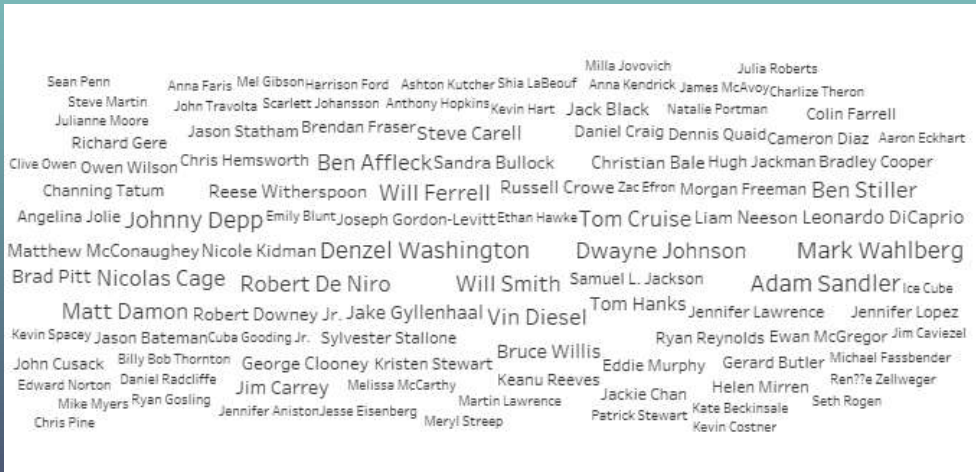 Milla Jovovich Julia Roberts
Sean Penn Anna Faris Mel Gibson Harrison Ford Ashton Kutcher Shia LaBeouf Anna Kendrick James McAvoy Charlize Theron
Steve Martin John Travolta Scarlett Johansson Anthony Hopkins Kevin Hart Jack Black Natalie Portman Colin Farrell
Julianne Moore Jason Statham Brendan Fraser Steve Carell Daniel Craig Dennis Quaid Cameron Diaz Aaron Eckhart
Richard Gere
Clive Owen Owen Wilson Chris Hemsworth Ben Affleck Sandra Bullock Christian Bale Hugh Jackman Bradley Cooper
Channing Tatum Reese Witherspoon Will Ferrell Russell Crowe Zac Efron Morgan Freeman Ben Stiller
Angelina Jolie Johnny Depp Emily Blunt Joseph Gordon-Levitt Ethan Hawke Tom Cruise Liam Neeson Leonardo DiCaprio
Matthew McConaughey Nicole Kidman Denzel Washington Dwayne Johnson Mark Wahlberg
Brad Pitt Nicolas Cage Robert De Niro Will Smith Samuel L. Jackson Adam Sandler Ice Cube
Matt Damon Robert Downey Jr. Jake Gyllenhaal Vin Diesel Tom Hanks Jennifer Lawrence Jennifer Lopez
Kevin Spacey Jason Bateman Cuba Gooding Jr. Sylvester Stallone Ryan Reynolds Ewan McGregor Jim Caviezel
John Cusack Billy Bob Thornton George Clooney Kristen Stewart Bruce Willis Eddie Murphy Gerard Butler Michael Fassbender
Edward Norton Daniel Radcliffe Jim Carrey Melissa McCarthy Keanu Reeves Jackie Chan Helen Mirren Ren??e Zellweger
Mike Myers Ryan Gosling Jennifer Aniston Jesse Eisenberg Martin Lawrence Patrick Stewart Kate Beckinsale Seth Rogen
Chris Pine Meryl Streep Kevin Costner